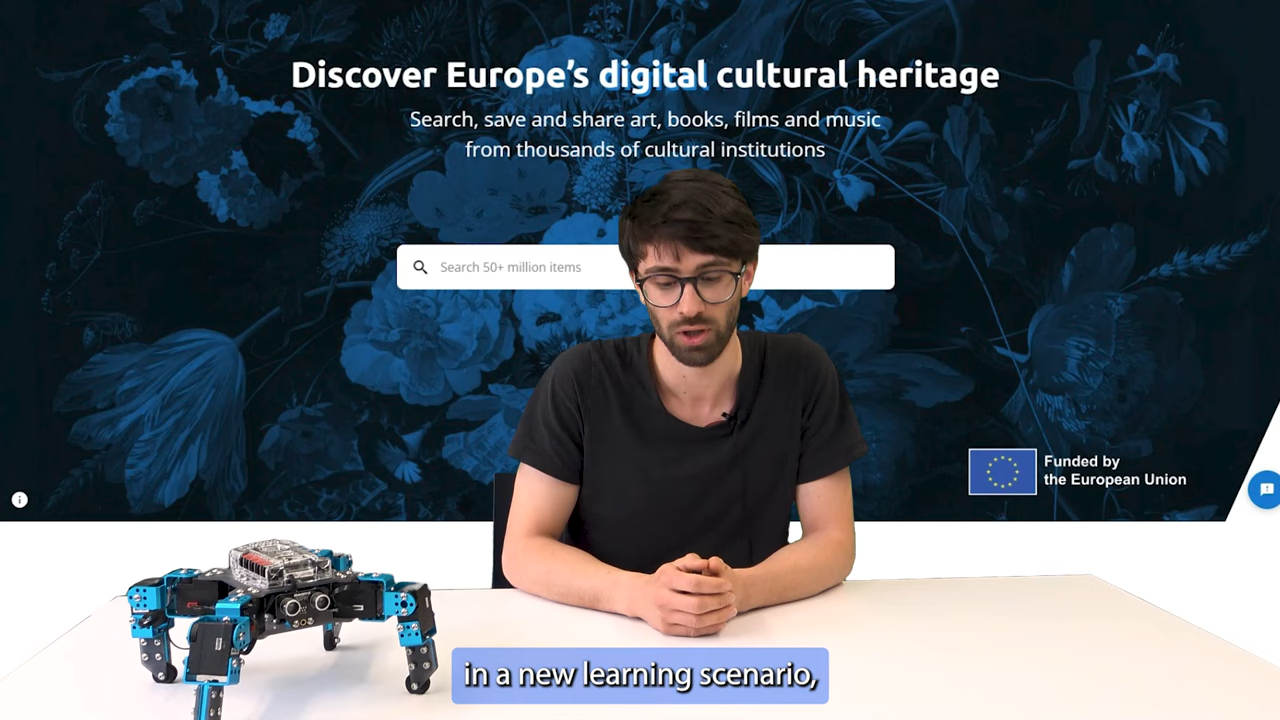 Discover Europe's digital cultural heritage
Search, save and share art, books, films and music
from thousands of cultural institutions
Search 50+ million items
Funded by
the European Union
in a new learning scenario,